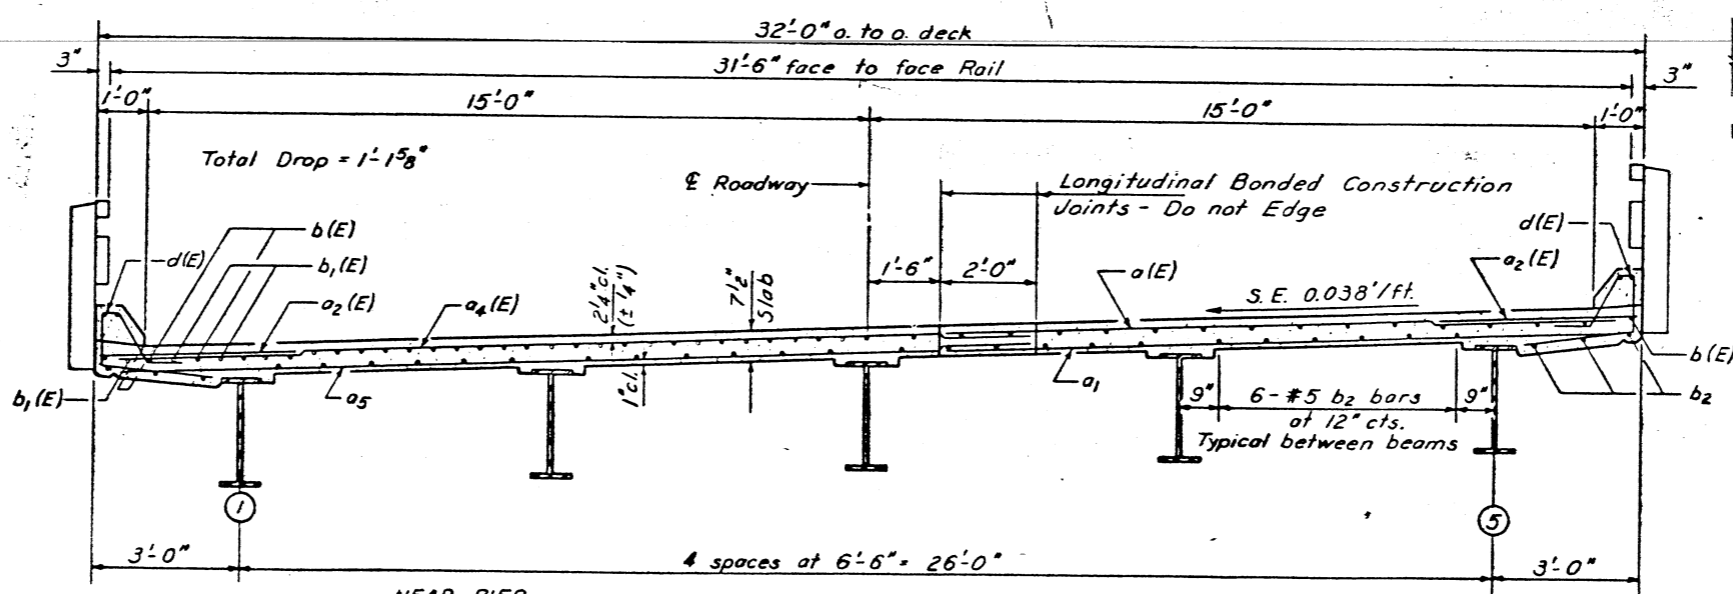 32'-0" o. to o. deck
3"
31'-6" face to face Rail
3"
1'-0"
15'-0"
15'-0"
1'-0"
Total Drop = 1'-1 5/8"
℄ Roadway
Longitudinal Bonded Construction
Joints - Do not Edge
b(E)
d(E)
d(E)
b₁(E)
a₂(E)
a₄(E)
2 1/4" cl.
(± 1/4")
7 1/2"
Slab
1'-6"
2'-0"
a(E)
a₂(E)
S.E. 0.038'/ft.
b(E)
b₁(E)
a₅
1" cl.
a₁
9"
6-#5 b₂ bars
at 12" cts.
Typical between beams
9"
b₂
1
5
3'-0"
4 spaces at 6'-6" = 26'-0"
3'-0"
NEAR PIER